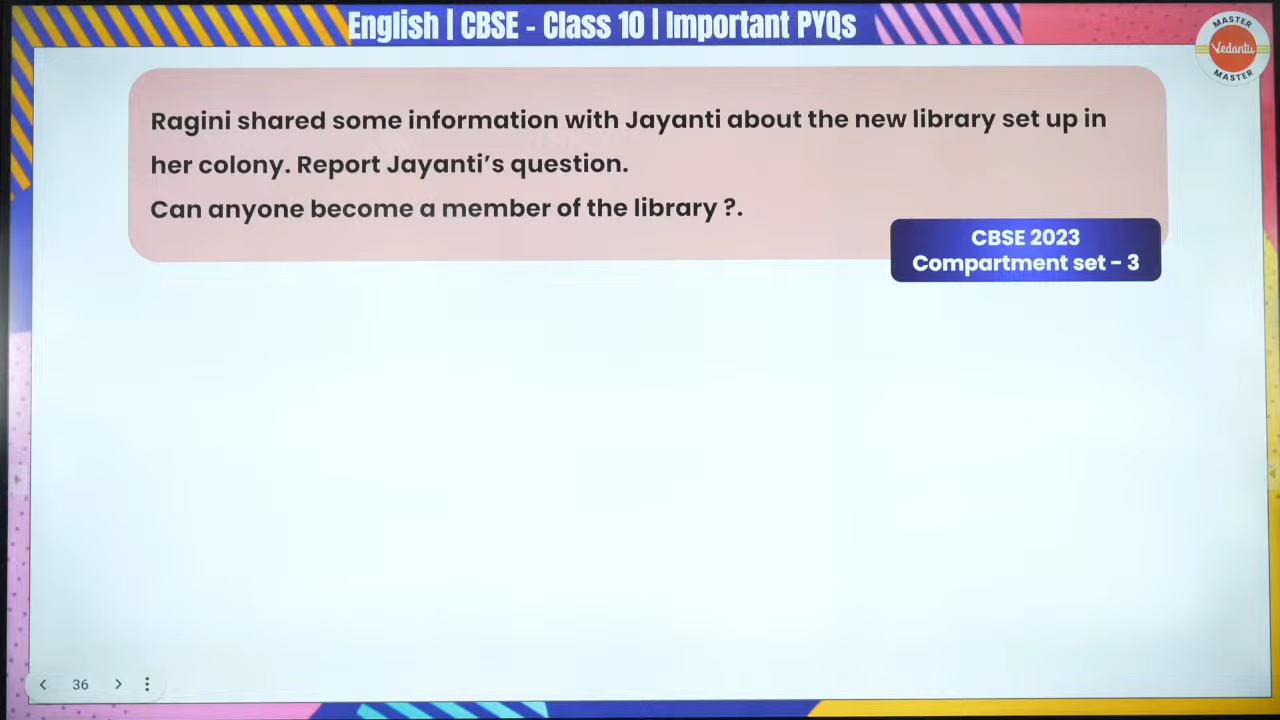 English | CBSE - Class 10 | Important PYQs
MASTER
Vedantu
MASTER
Ragini shared some information with Jayanti about the new library set up in
her colony. Report Jayanti's question.
Can anyone become a member of the library ?.
CBSE 2023
Compartment set - 3
36